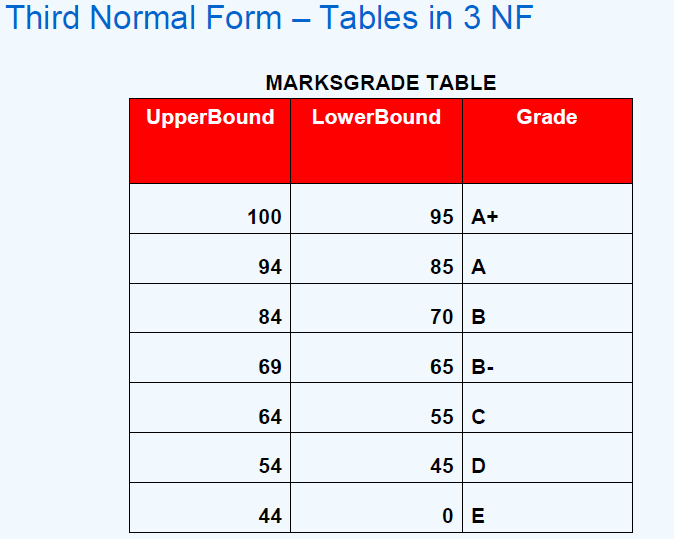 Third Normal Form – Tables in 3 NF
MARKSGRADE TABLE
UpperBound LowerBound Grade
100 95 A+
94 85 A
84 70 B
69 65 B-
64 55 C
54 45 D
44 0 E